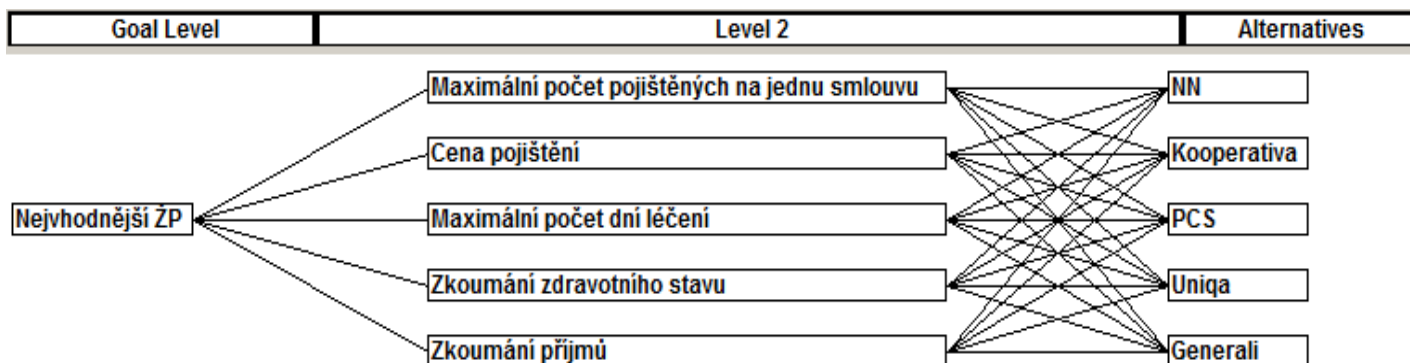 Goal Level
Level 2
Alternatives
Maximální počet pojištěných na jednu smlouvu
NN
Cena pojištění
Kooperativa
Nejvhodnější ŽP
Maximální počet dní léčení
PCS
Zkoumání zdravotního stavu
Uniqa
Zkoumání příjmů
Generali